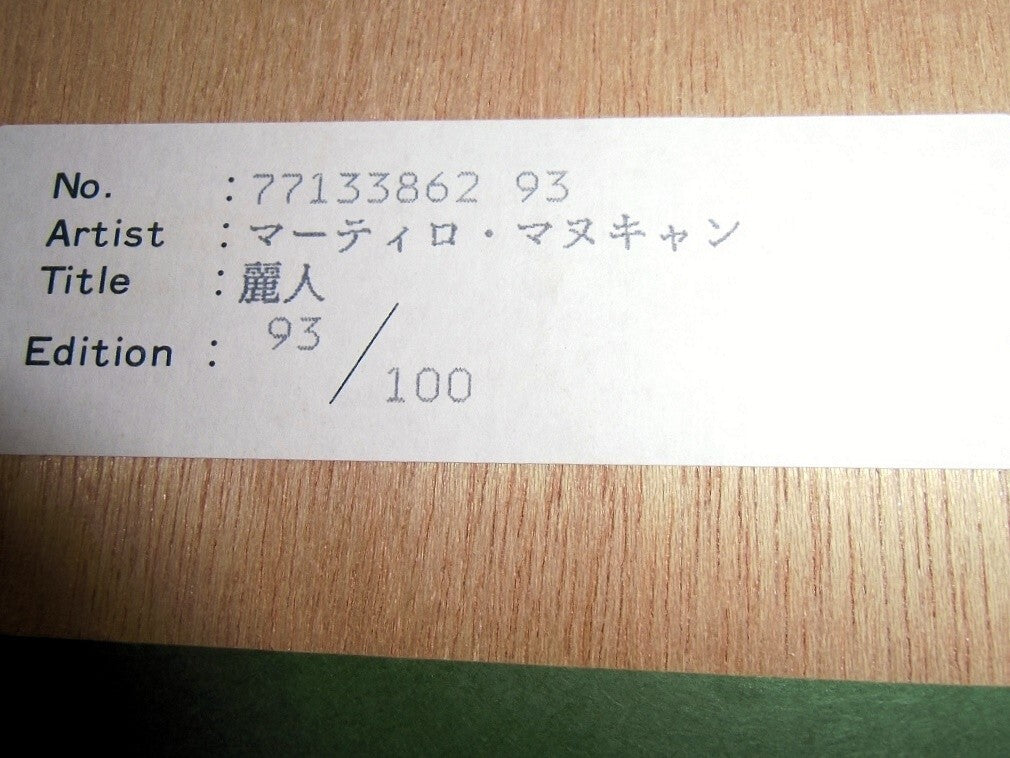 No. : 77133862 93
Artist : マーティロ・マヌキャン
Title : 麗人
Edition : 93/100